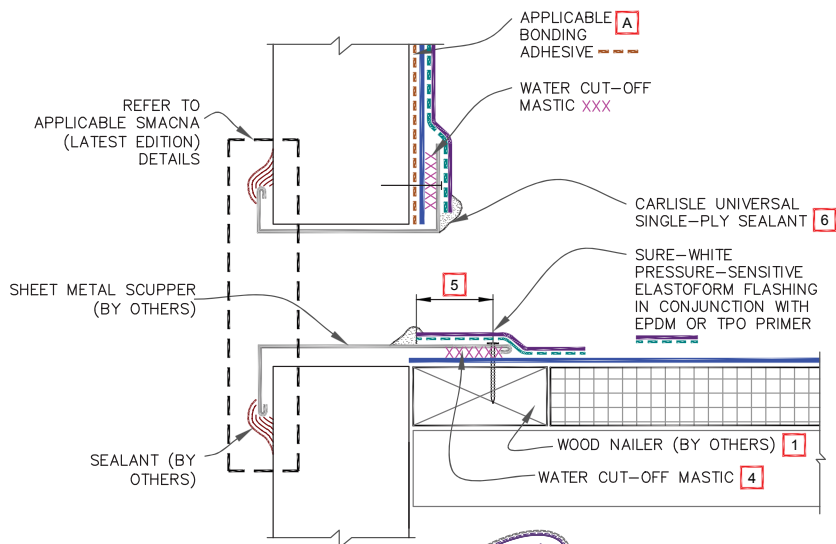 APPLICABLE A
BONDING
ADHESIVE
WATER CUT-OFF
MASTIC XXX
REFER TO
APPLICABLE SMACNA
(LATEST EDITION)
DETAILS
CARLISLE UNIVERSAL
SINGLE-PLY SEALANT 6
SURE-WHITE
PRESSURE-SENSITIVE
ELASTOFORM FLASHING
IN CONJUNCTION WITH
EPDM OR TPO PRIMER
5
SHEET METAL SCUPPER
(BY OTHERS)
WOOD NAILER (BY OTHERS) 1
SEALANT (BY
OTHERS)
WATER CUT-OFF MASTIC 4